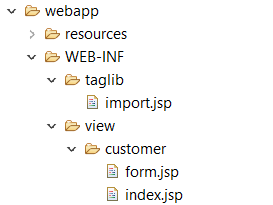 webapp
resources
WEB-INF
taglib
import.jsp
view
customer
form.jsp
index.jsp